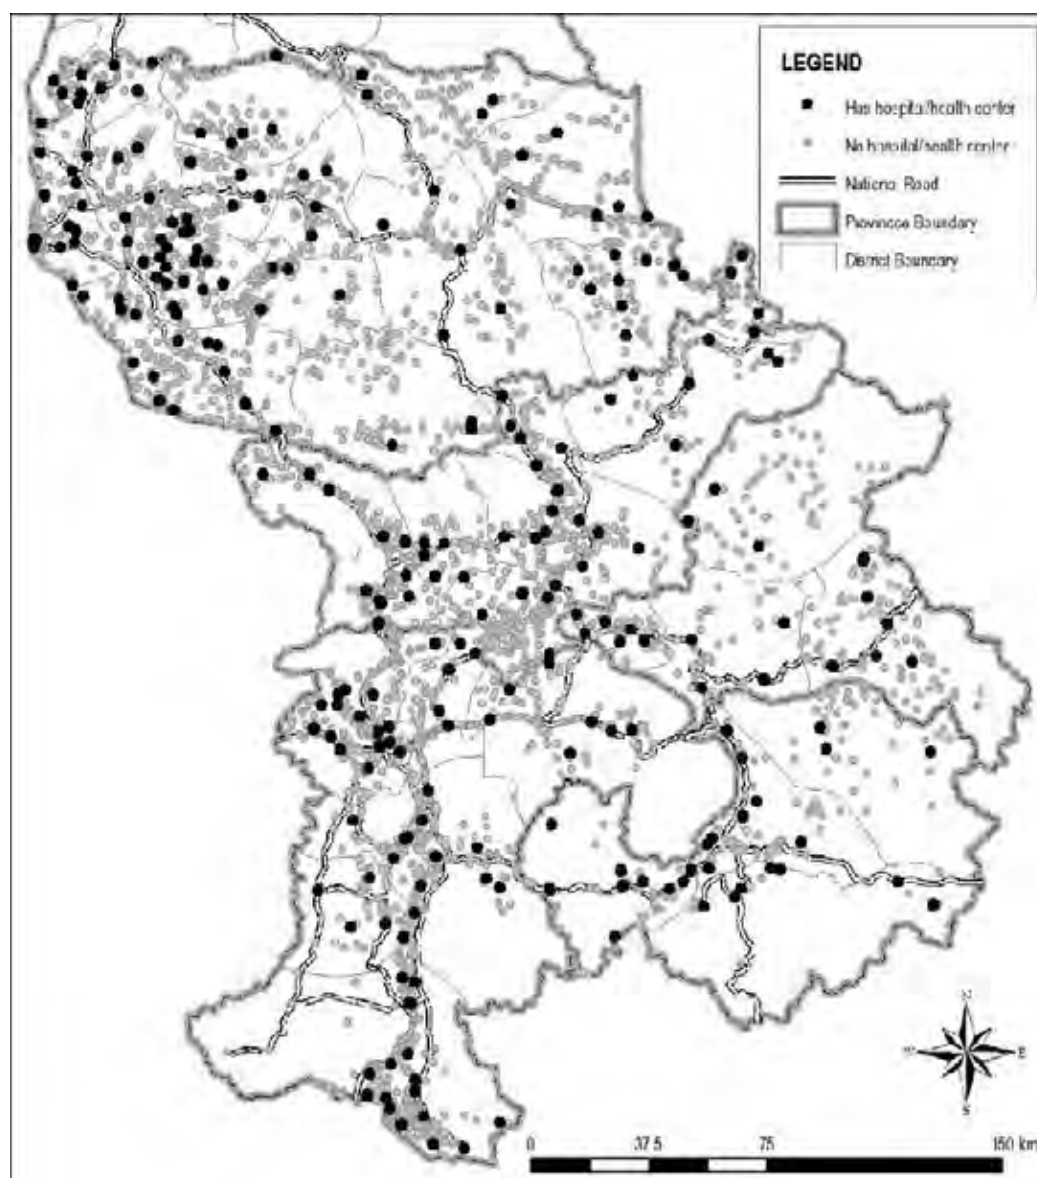 LEGEND
Has hospital/health center
No hospital/health center
National Road
Province Boundary
District Boundary
N
E
S
0 37.5 75 150 km